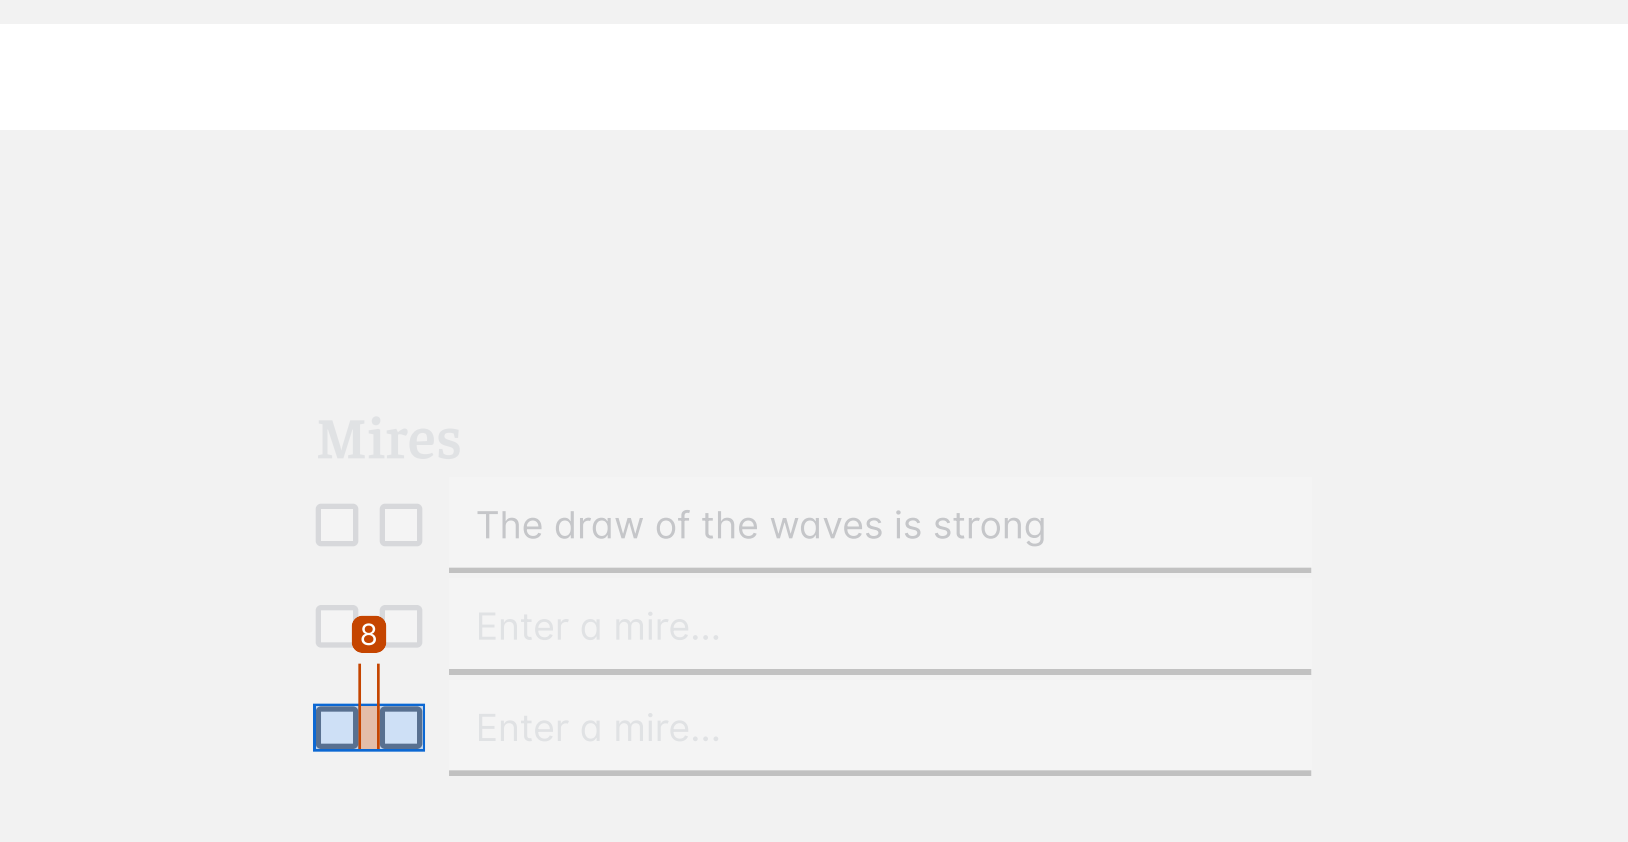 Mires
The draw of the waves is strong
Enter a mire...
8
Enter a mire...